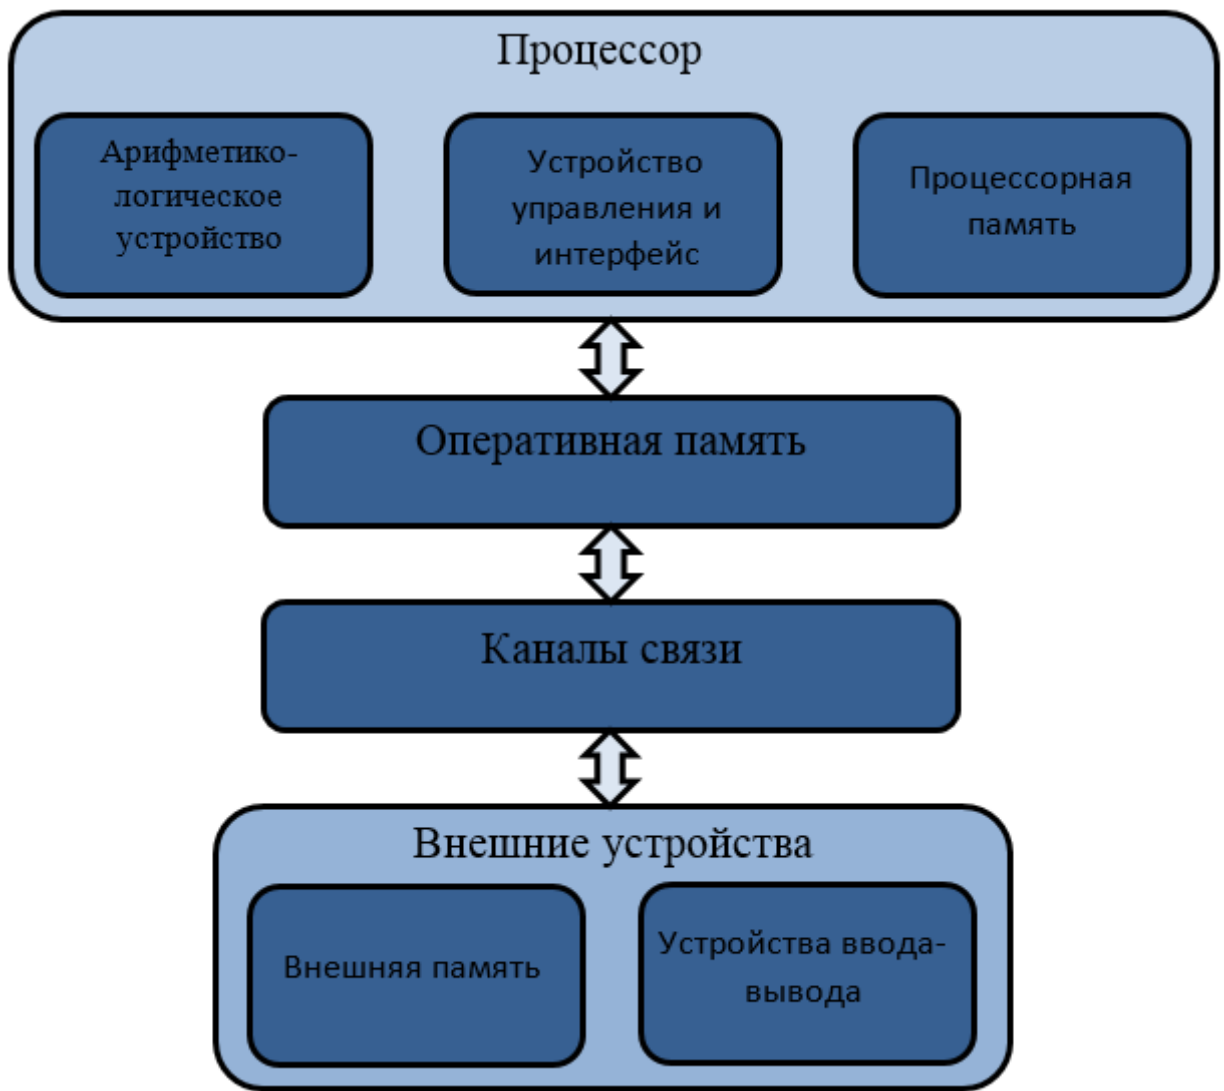 Процессор
Арифметико-
логическое
устройство
Устройство
управления и
интерфейс
Процессорная
память
Оперативная память
Каналы связи
Внешние устройства
Внешняя память
Устройства ввода-
вывода